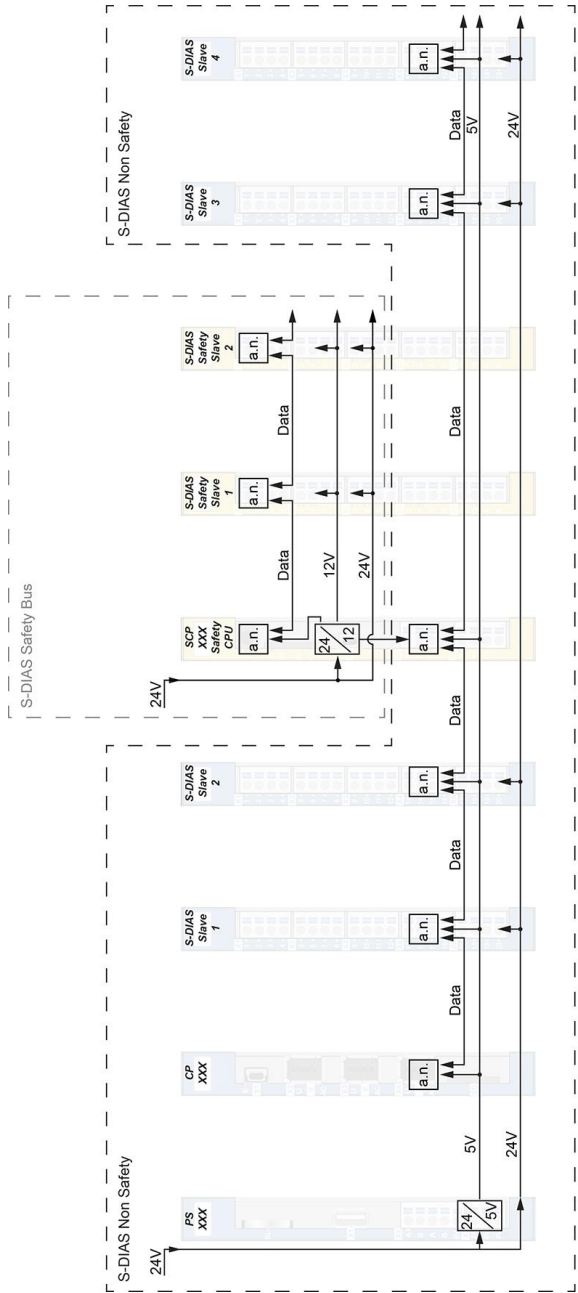 S-DIAS Safety Bus
S-DIAS Non Safety
S-DIAS Non Safety
24V
24V
PS
XXX
CP
XXX
S-DIAS
Slave
1
S-DIAS
Slave
2
SCP
XXX
Safety
CPU
S-DIAS
Safety
Slave
1
S-DIAS
Safety
Slave
2
S-DIAS
Slave
3
S-DIAS
Slave
4
a.n.
a.n.
a.n.
Data
Data
24
12
12V
24V
a.n.
a.n.
a.n.
a.n.
a.n.
a.n.
Data
Data
Data
Data
Data
24
5V
5V
5V
24V
24V